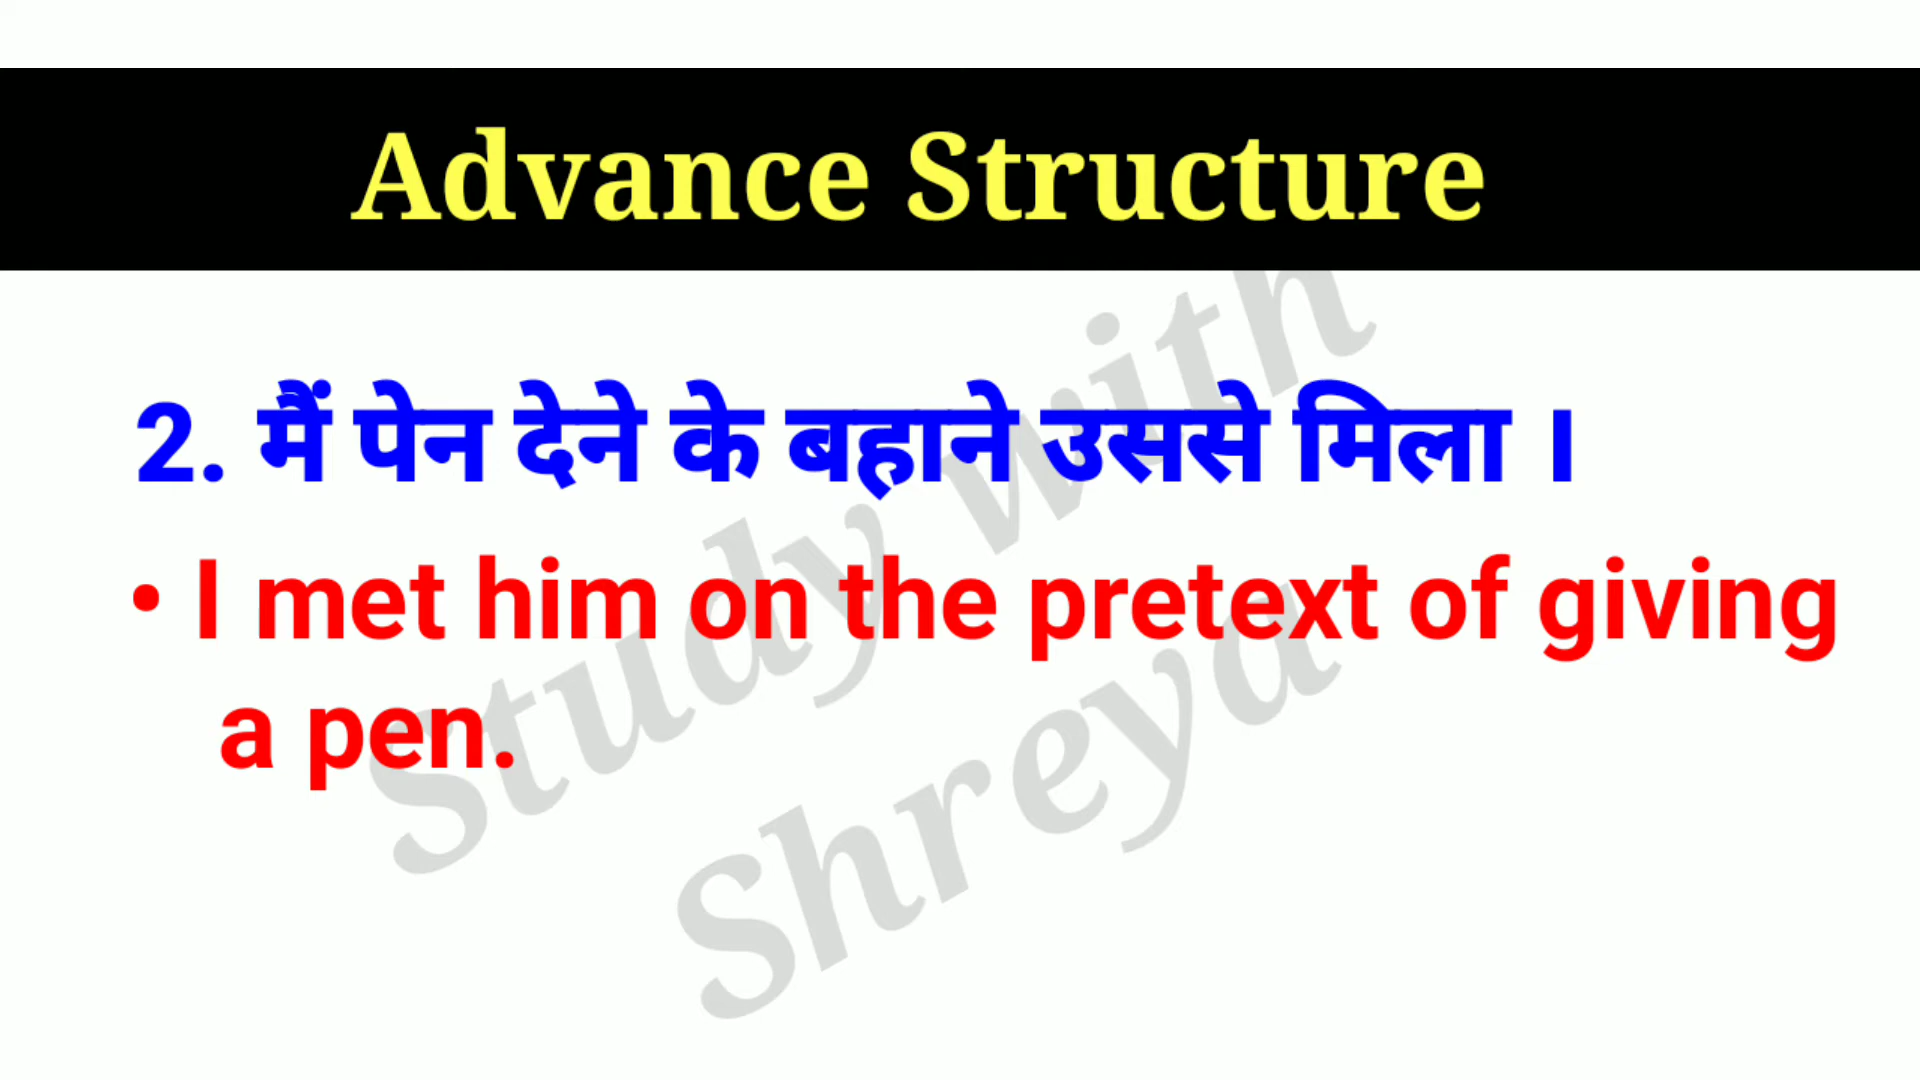 Advance Structure
2. मैं पेन देने के बहाने उससे मिला ।
• I met him on the pretext of giving
a pen.
Study with
Shreya